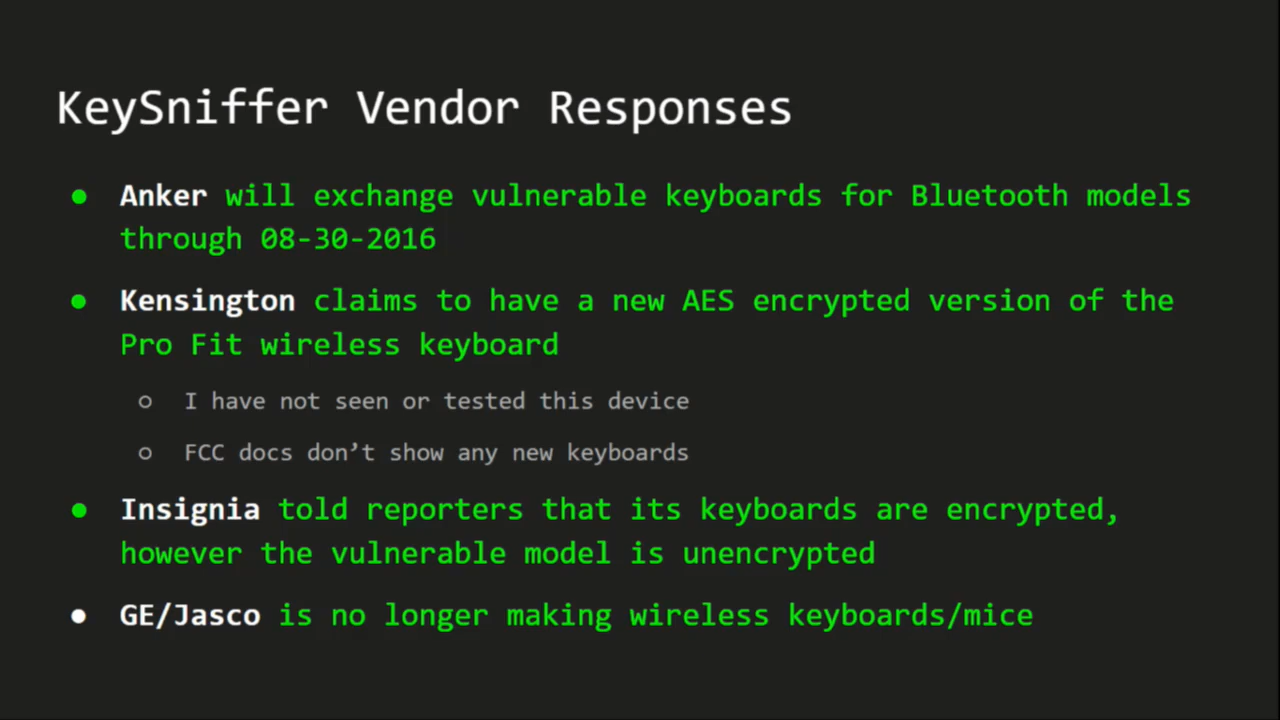 KeySniffer Vendor Responses
● Anker will exchange vulnerable keyboards for Bluetooth models
through 08-30-2016
● Kensington claims to have a new AES encrypted version of the
Pro Fit wireless keyboard
○ I have not seen or tested this device
○ FCC docs don’t show any new keyboards
● Insignia told reporters that its keyboards are encrypted,
however the vulnerable model is unencrypted
● GE/Jasco is no longer making wireless keyboards/mice